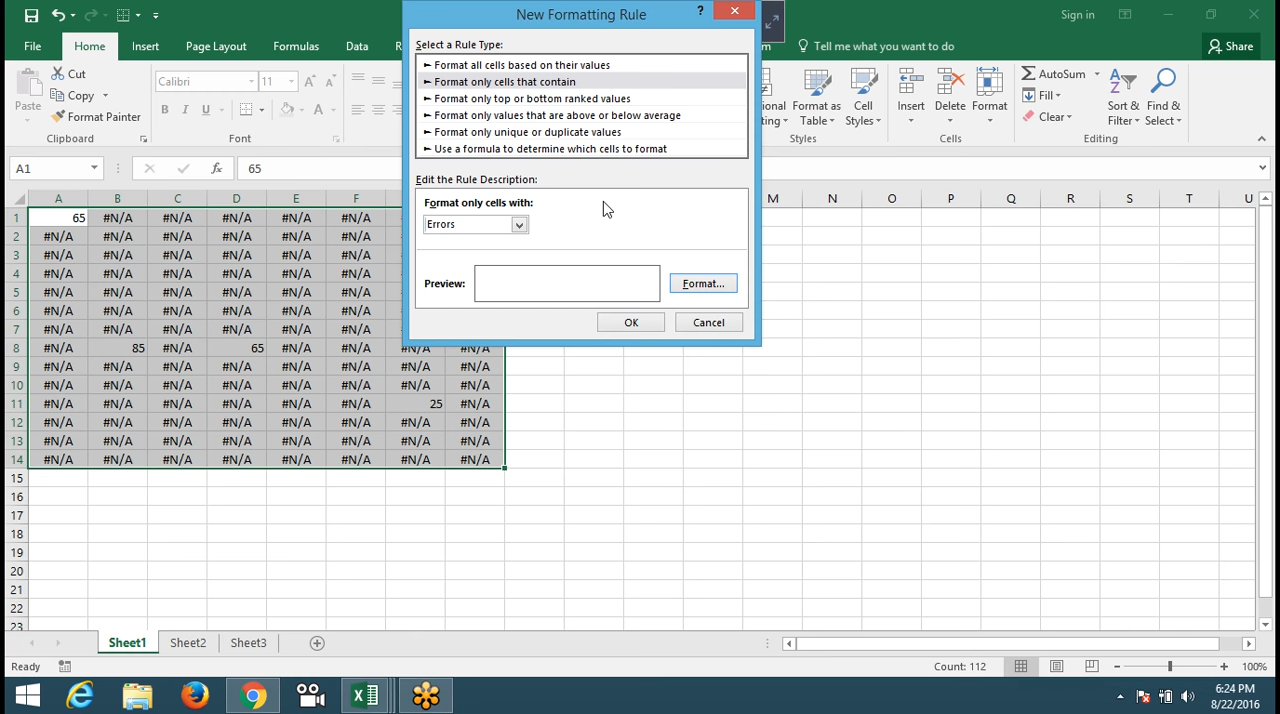 New Formatting Rule
?
Sign in
File
Home
Insert
Page Layout
Formulas
Data
R
m
Tell me what you want to do
Share
Select a Rule Type:
► Format all cells based on their values
► Format only cells that contain
► Format only top or bottom ranked values
► Format only values that are above or below average
► Format only unique or duplicate values
► Use a formula to determine which cells to format
Edit the Rule Description:
Format only cells with:
Errors
Preview:
Format...
OK
Cancel
Paste
Cut
Copy
Format Painter
Clipboard
Calibri
11
B I U
Font
ional
ting
Format as
Table
Cell
Styles
Styles
Insert
Delete
Format
Cells
AutoSum
Fill
Clear
Sort &
Filter
Find &
Select
Editing
A1
fx
65
A B C D E F M N O P Q R S T U
1 65 #N/A #N/A #N/A #N/A #N/A
2 #N/A #N/A #N/A #N/A #N/A #N/A
3 #N/A #N/A #N/A #N/A #N/A #N/A
4 #N/A #N/A #N/A #N/A #N/A #N/A
5 #N/A #N/A #N/A #N/A #N/A #N/A
6 #N/A #N/A #N/A #N/A #N/A #N/A
7 #N/A #N/A #N/A #N/A #N/A #N/A
8 #N/A 85 #N/A 65 #N/A #N/A #N/A #N/A
9 #N/A #N/A #N/A #N/A #N/A #N/A #N/A #N/A
10 #N/A #N/A #N/A #N/A #N/A #N/A #N/A #N/A
11 #N/A #N/A #N/A #N/A #N/A #N/A 25 #N/A
12 #N/A #N/A #N/A #N/A #N/A #N/A #N/A #N/A
13 #N/A #N/A #N/A #N/A #N/A #N/A #N/A #N/A
14 #N/A #N/A #N/A #N/A #N/A #N/A #N/A #N/A
15
16
17
18
19
20
21
22
23
Sheet1
Sheet2
Sheet3
Ready
Count: 112
100%
6:24 PM
8/22/2016